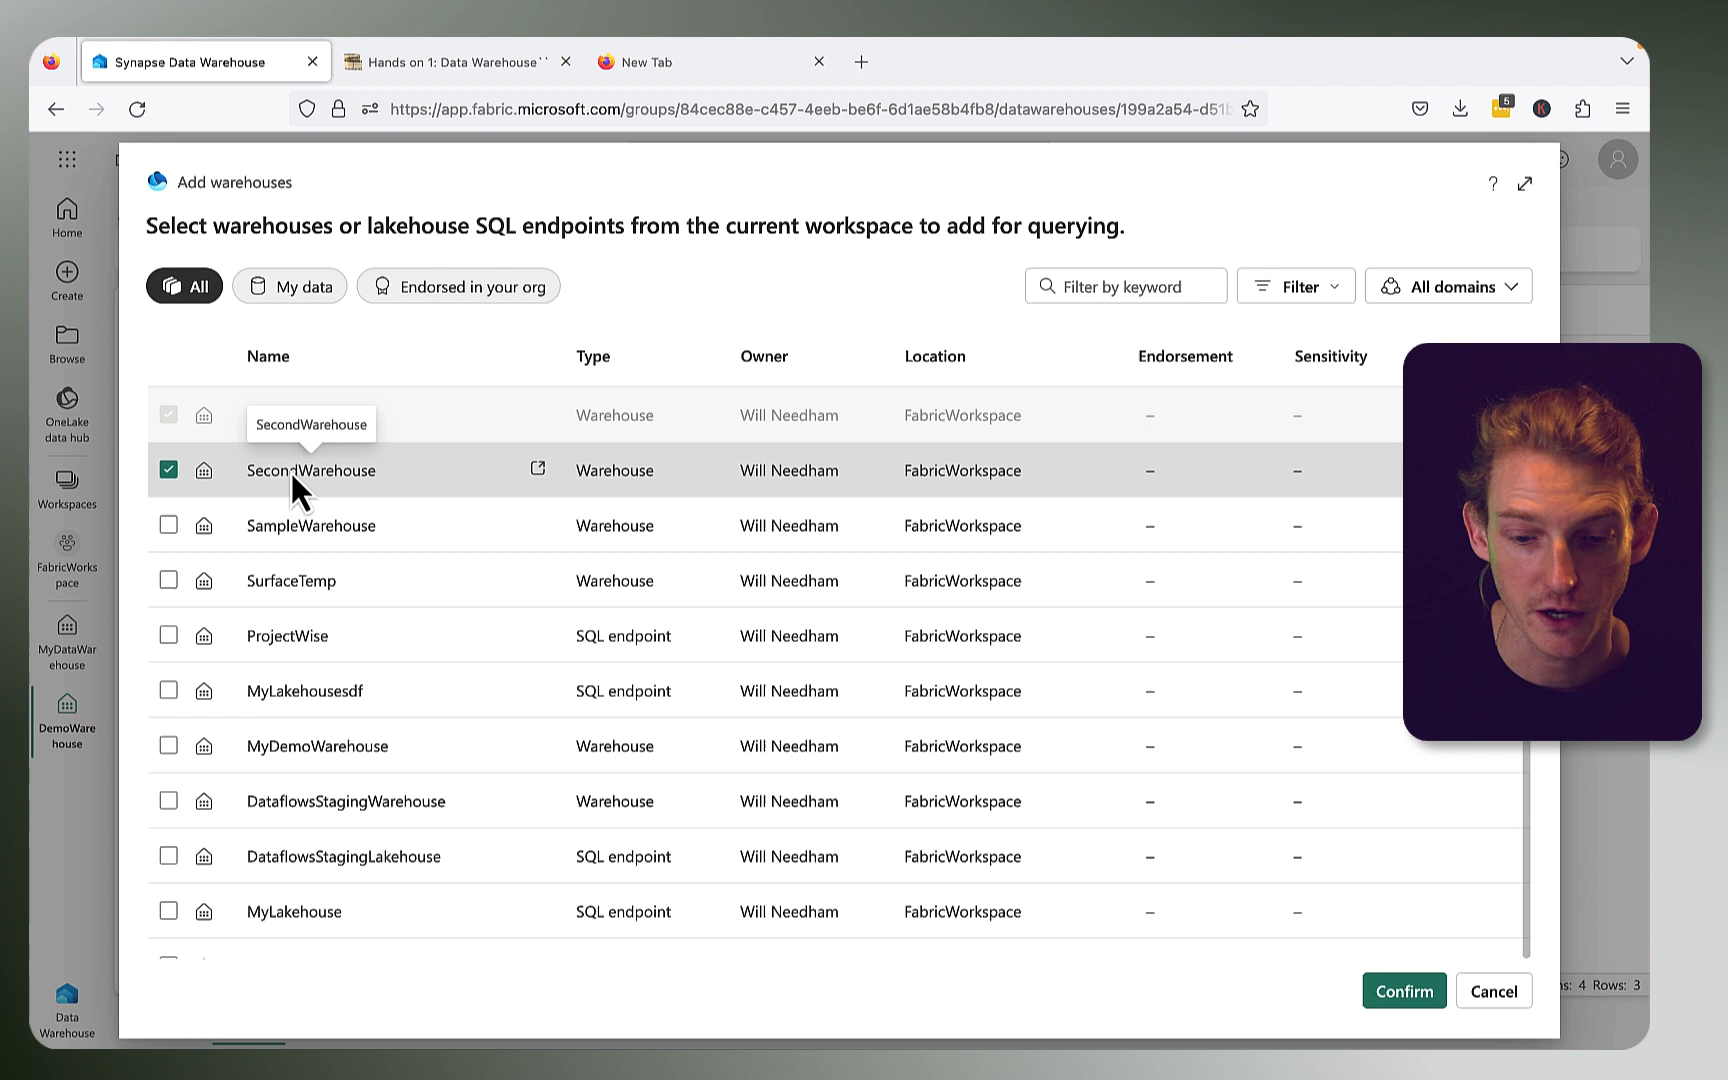 Synapse Data Warehouse
Hands on 1: Data Warehouse``
New Tab
https://app.fabric.microsoft.com/groups/84cec88e-c457-4eeb-be6f-6d1ae58b4fb8/datawarehouses/199a2a54-d51b
5
K
Home
Create
Browse
OneLake
data hub
Workspaces
FabricWorks
pace
MyDataWar
ehouse
DemoWare
house
Data
Warehouse
Add warehouses
?
Select warehouses or lakehouse SQL endpoints from the current workspace to add for querying.
All
My data
Endorsed in your org
Filter by keyword
Filter
All domains
Name Type Owner Location Endorsement Sensitivity
Warehouse Will Needham FabricWorkspace – –
SecondWarehouse
SecondWarehouse Warehouse Will Needham FabricWorkspace – –
SampleWarehouse Warehouse Will Needham FabricWorkspace – –
SurfaceTemp Warehouse Will Needham FabricWorkspace – –
ProjectWise SQL endpoint Will Needham FabricWorkspace – –
MyLakehousesdf SQL endpoint Will Needham FabricWorkspace – –
MyDemoWarehouse Warehouse Will Needham FabricWorkspace – –
DataflowsStagingWarehouse Warehouse Will Needham FabricWorkspace – –
DataflowsStagingLakehouse SQL endpoint Will Needham FabricWorkspace – –
MyLakehouse SQL endpoint Will Needham FabricWorkspace – –
Confirm
Cancel
4 Rows: 3